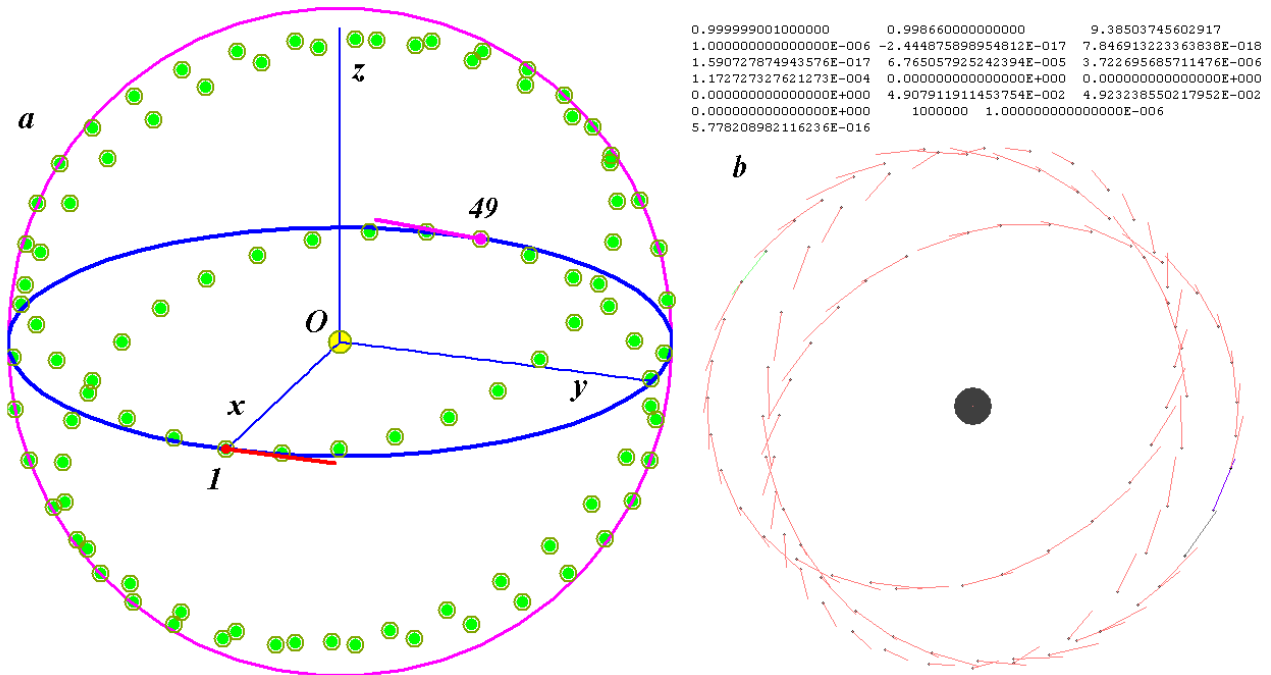 0.999999001000000 0.998660000000000 9.38503745602917
1.000000000000000E-006 -2.444875898954812E-017 7.846913223363838E-018
1.590727874943576E-017 6.765057925242394E-005 3.722695685711476E-006
1.172727327621273E-004 0.000000000000000E+000 0.000000000000000E+000
0.000000000000000E+000 4.907911911453754E-002 4.923238550217952E-002
0.000000000000000E+000 1000000 1.000000000000000E-006
5.778208982116236E-016
a
z
b
49
O
x
y
1